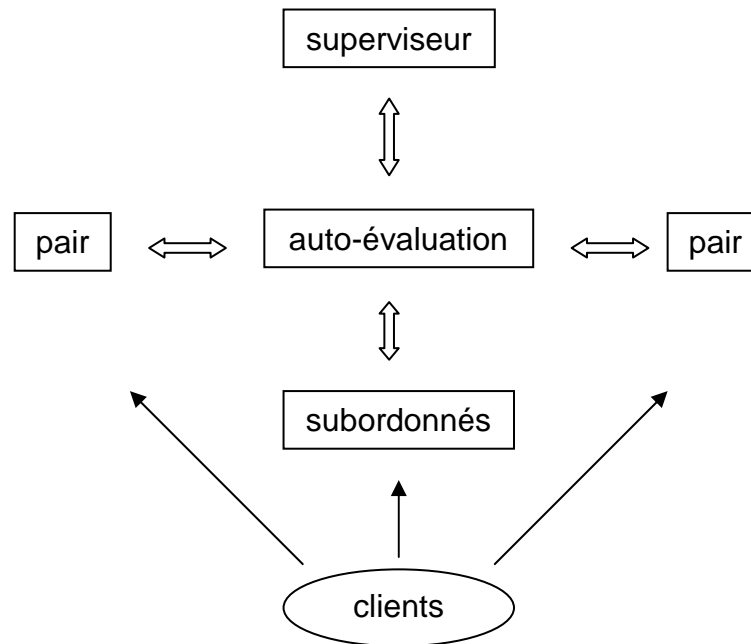 superviseur
pair
auto-évaluation
pair
subordonnés
clients